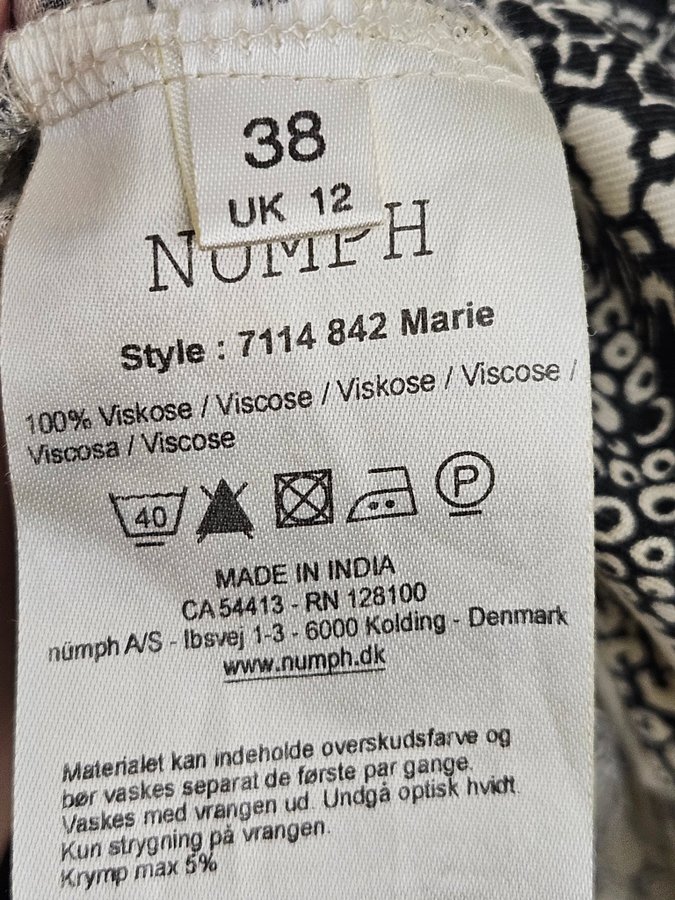 38
UK 12
NÜMPH
Style : 7114 842 Marie
100% Viskose / Viscose / Viskose / Viscose /
Viscosa / Viscose
40 P
MADE IN INDIA
CA 54413 - RN 128100
nümph A/S - Ibsvej 1-3 - 6000 Kolding - Denmark
www.numph.dk
Materialet kan indeholde overskudsfarve og
bør vaskes separat de første par gange.
Vaskes med vrangen ud. Undgå optisk hvidt.
Kun strygning på vrangen.
Krymp max 5%